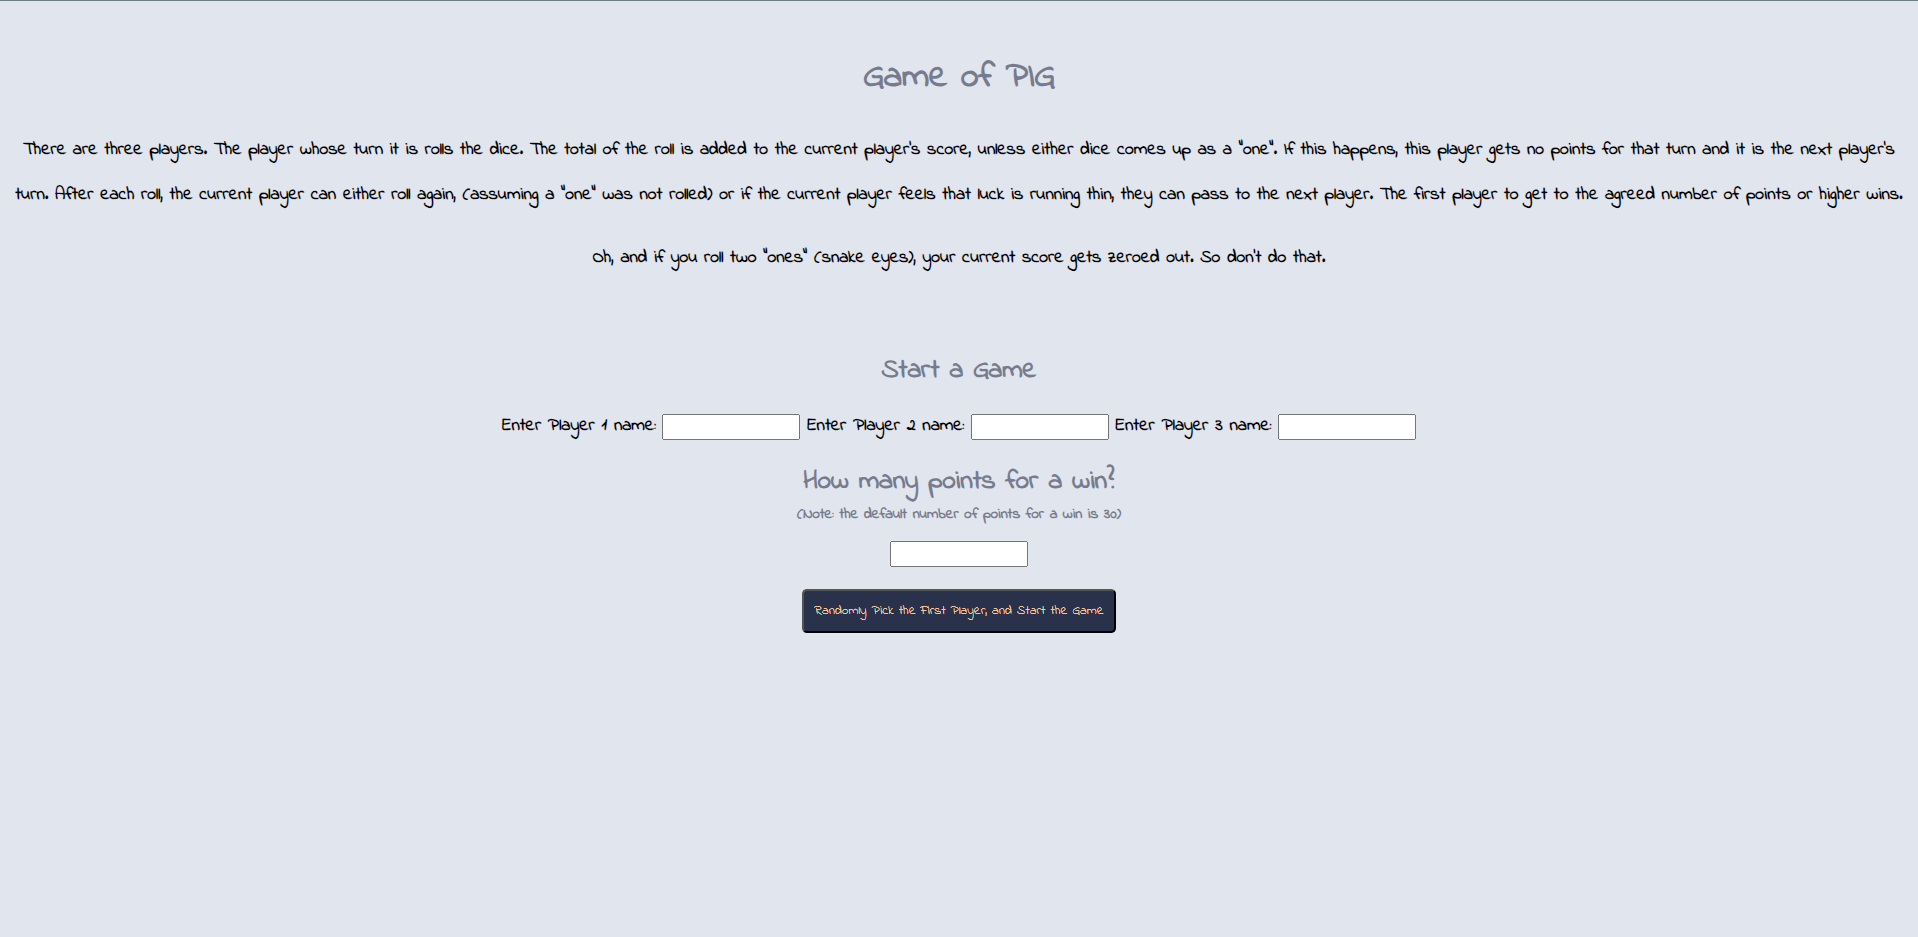 Game of PIG
There are three players. The player whose turn it is rolls the dice. The total of the roll is added to the current player's score, unless either dice comes up as a "one". If this happens, this player gets no points for that turn and it is the next player's
turn. After each roll, the current player can either roll again, (assuming a "one" was not rolled) or if the current player feels that luck is running thin, they can pass to the next player. The first player to get to the agreed number of points or higher wins.
Oh, and if you roll two "ones" (snake eyes), your current score gets zeroed out. So don't do that.
Start a Game
Enter Player 1 name: Enter Player 2 name: Enter Player 3 name:
How many points for a win?
(Note: the default number of points for a win is 30)
Randomly Pick the First Player, and Start the Game